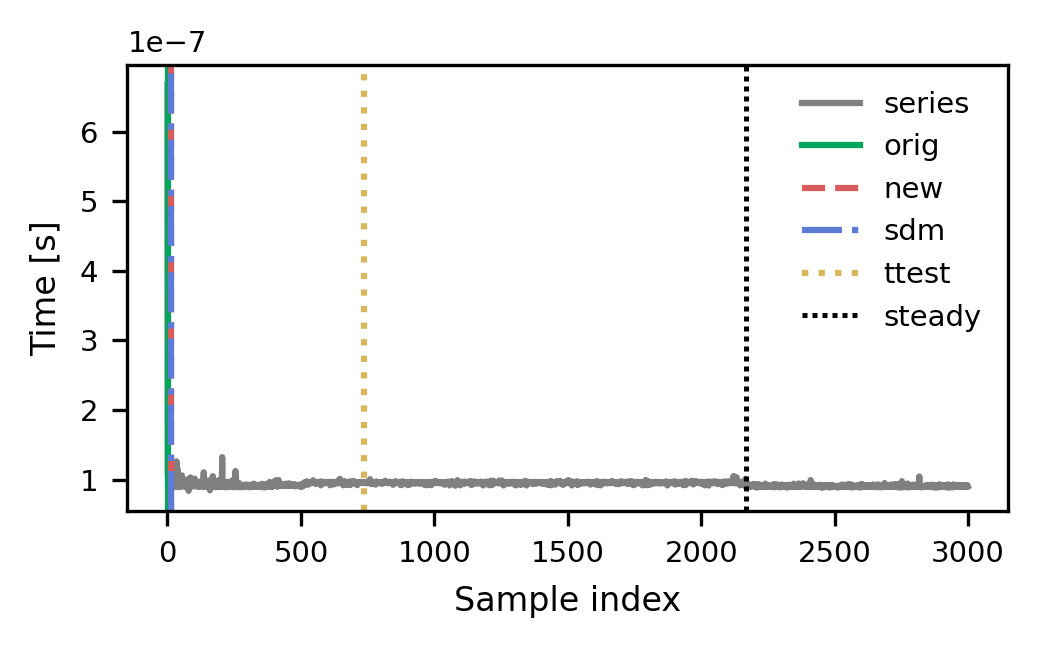 1e−7
6
5
4
3
2
1
Time [s]
series
orig
new
sdm
ttest
steady
0 500 1000 1500 2000 2500 3000
Sample index